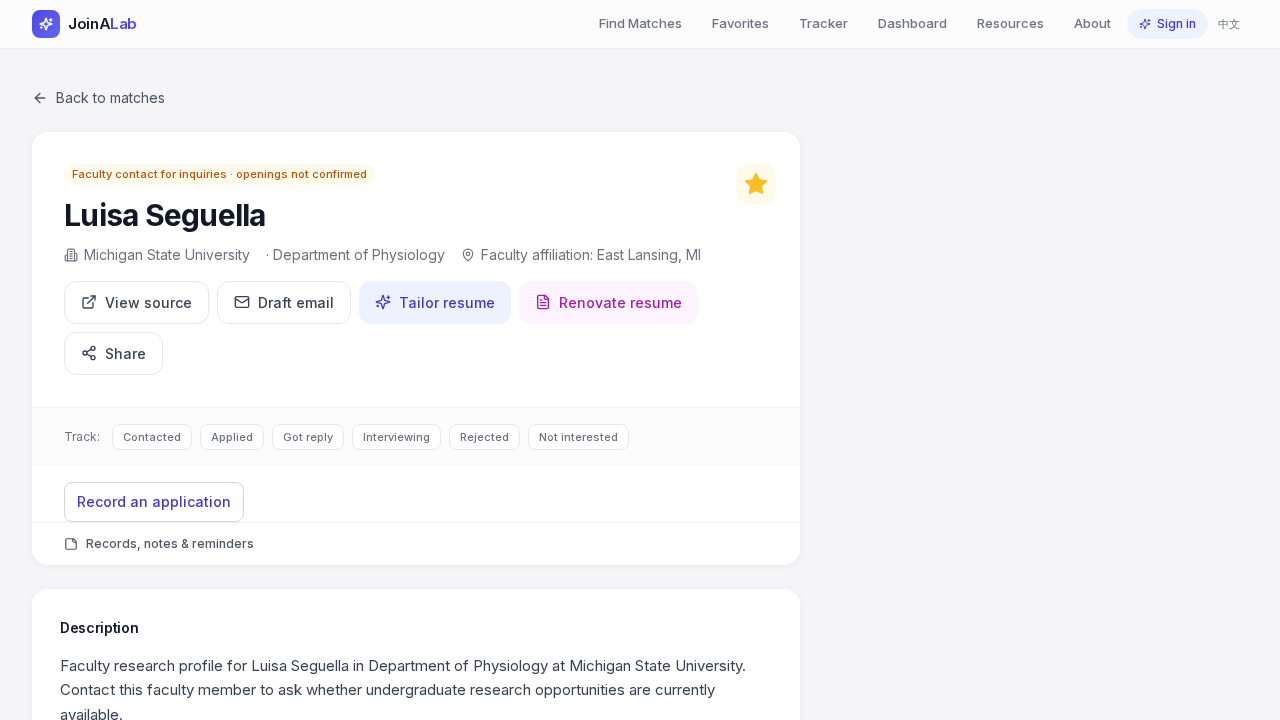 JoinALab
Find Matches
Favorites
Tracker
Dashboard
Resources
About
Sign in
中文
Back to matches
Faculty contact for inquiries · openings not confirmed
Luisa Seguella
Michigan State University · Department of Physiology Faculty affiliation: East Lansing, MI
View source
Draft email
Tailor resume
Renovate resume
Share
Track:
Contacted
Applied
Got reply
Interviewing
Rejected
Not interested
Record an application
Records, notes & reminders
Description
Faculty research profile for Luisa Seguella in Department of Physiology at Michigan State University.
Contact this faculty member to ask whether undergraduate research opportunities are currently
available.